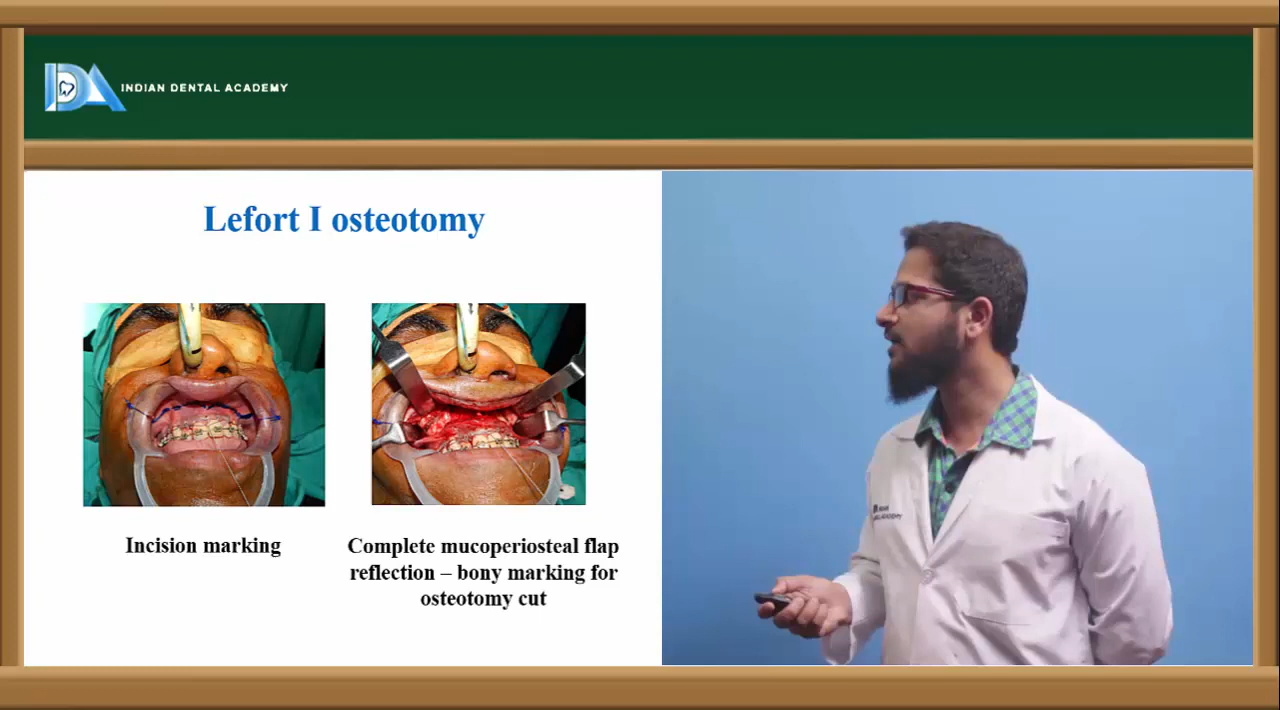 INDIAN DENTAL ACADEMY
Lefort I osteotomy
Incision marking
Complete mucoperiosteal flap
reflection – bony marking for
osteotomy cut